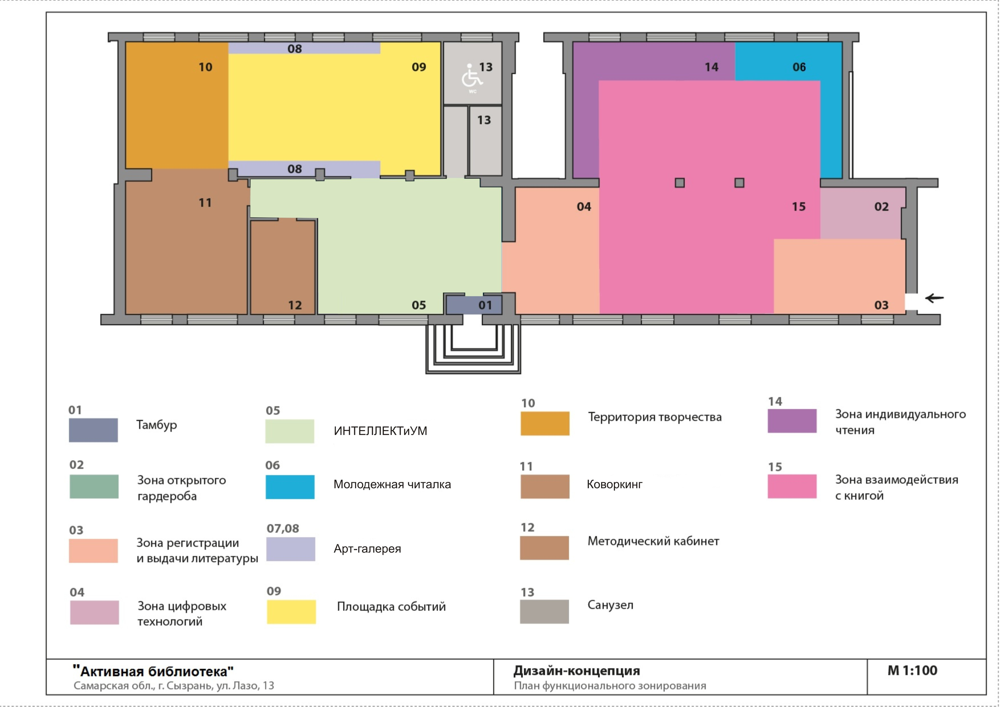 08
10
09
13
14
06
WC
13
08
11
04
15
02
12
05
01
03
01
Тамбур
02
Зона открытого
гардероба
03
Зона регистрации
и выдачи литературы
04
Зона цифровых
технологий
05
ИНТЕЛЛЕКТиУМ
06
Молодежная читалка
07,08
Арт-галерея
09
Площадка событий
10
Территория творчества
11
Коворкинг
12
Методический кабинет
13
Санузел
14
Зона индивидуального
чтения
15
Зона взаимодействия
с книгой
"Активная библиотека"
Самарская обл., г. Сызрань, ул. Лазо, 13
Дизайн-концепция
План функционального зонирования
М 1:100